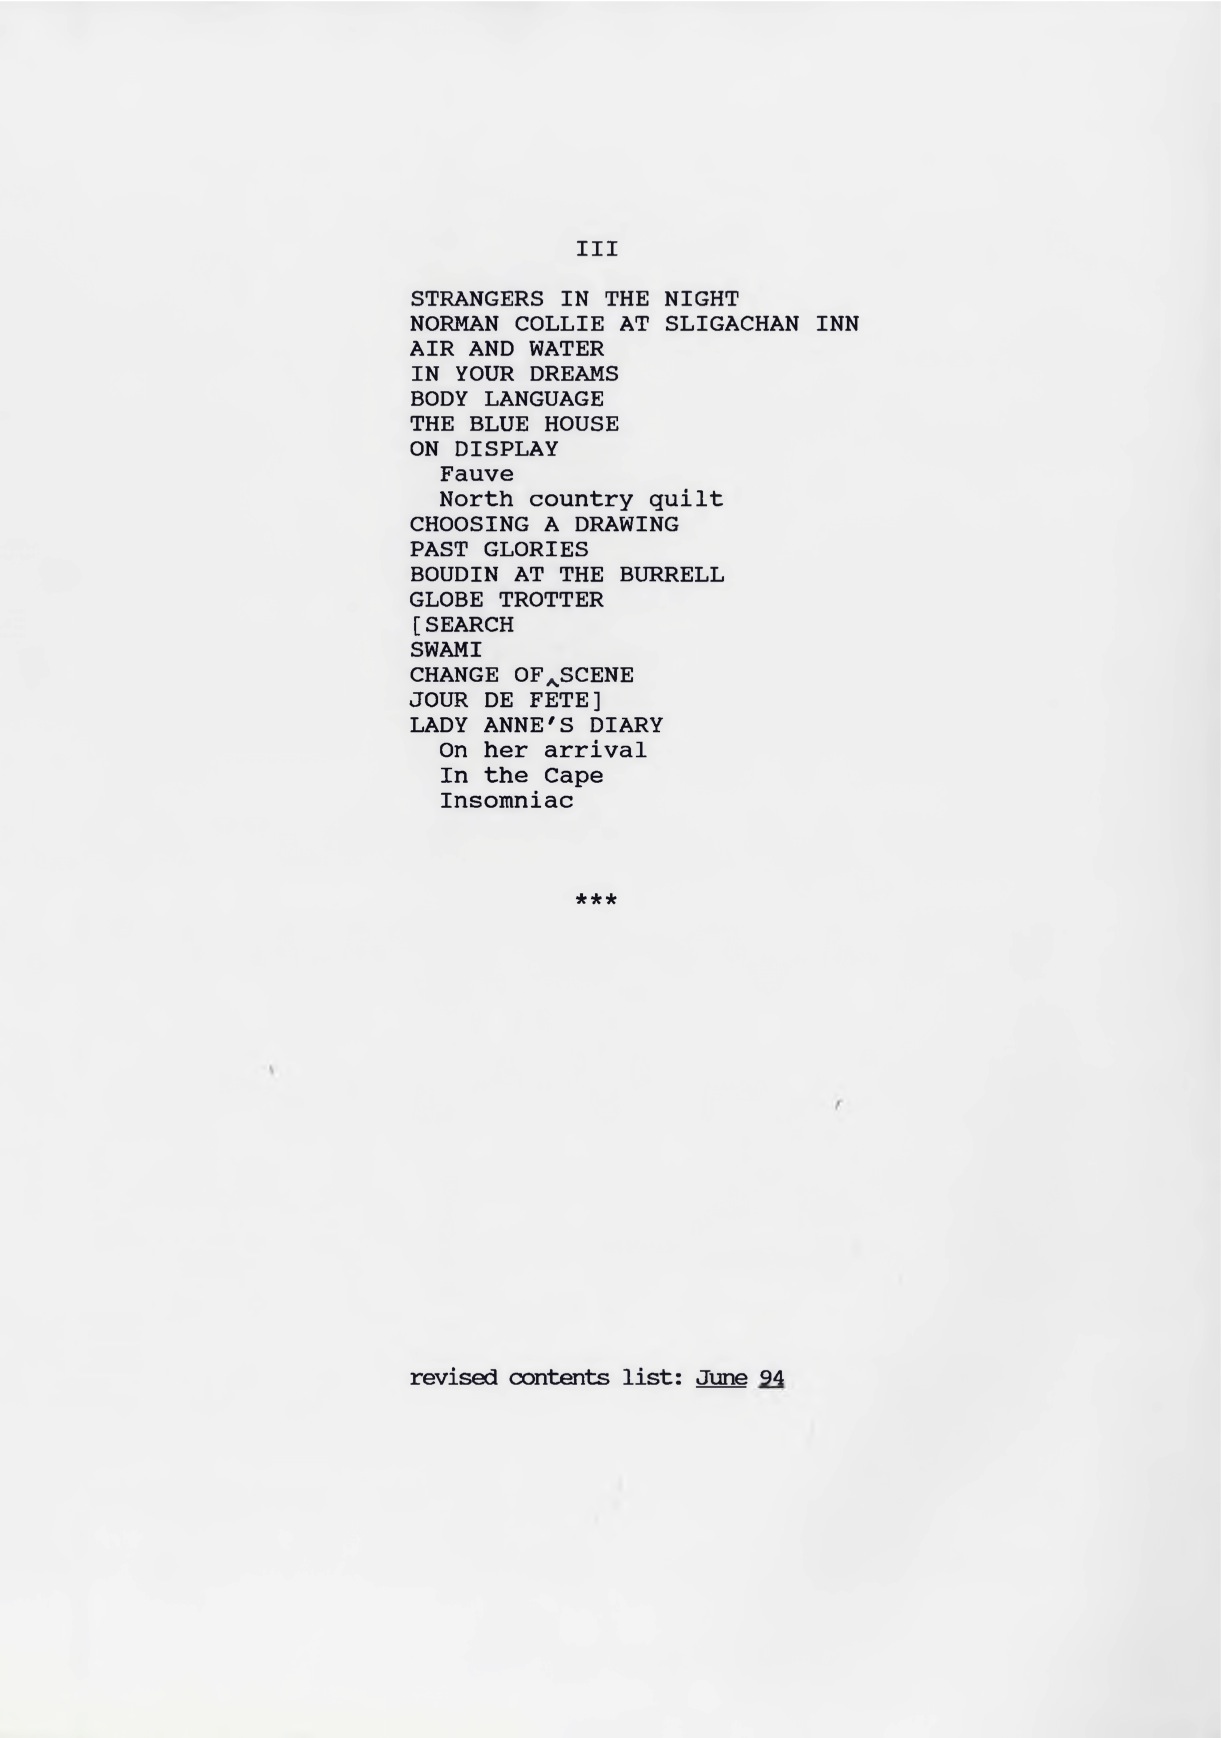 III
STRANGERS IN THE NIGHT
NORMAN COLLIE AT SLIGACHAN INN
AIR AND WATER
IN YOUR DREAMS
BODY LANGUAGE
THE BLUE HOUSE
ON DISPLAY
Fauve
North country quilt
CHOOSING A DRAWING
PAST GLORIES
BOUDIN AT THE BURRELL
GLOBE TROTTER
[SEARCH
SWAMI
CHANGE OF SCENE
JOUR DE FÊTE]
LADY ANNE'S DIARY
On her arrival
In the Cape
Insomniac
***
revised contents list: June 94